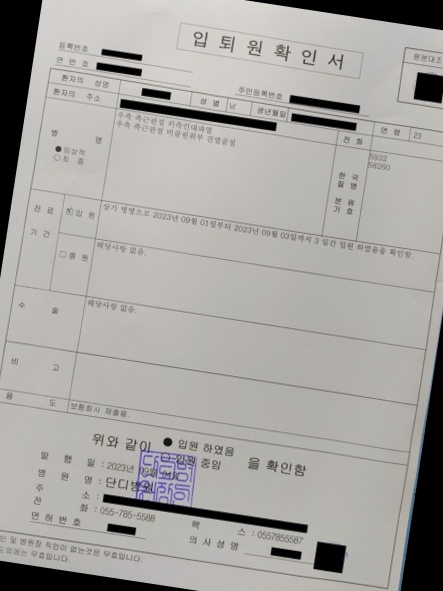 입퇴원확인서
원본대조
등록번호
연 번호
주민등록번호
환자의 성명
성 별 남 생년월일 연 령 23
환자의 주소
전 화
병 명
●임상적
○최 종
우측 족근관절 외측인대파열
우측 족근관절 비골원위부 견열골절
한 국
질 병
분 류
기 호
S932
S8260
진 료
기 간
입 원
상기 병명으로 2023년 09월 01일부터 2023년 09월 03일까지 3 일간 입원 하였음을 확인함.
□통 원
해당사항 없음.
수 술
해당사항 없음.
비 고
용 도
보험회사 제출용.
위와 같이 ● 입원 하였음 을 확인함
□ 입원 중임
발 행 일 : 2023년 09월
병 원 명 : 단디병원
주 소 :
전 화 : 055-785-5588
팩 스 : 0557855587
면허번호
의사성명
인 및 병원장 직인이 없는것은 무효입니다.
도외에는 무효입니다.